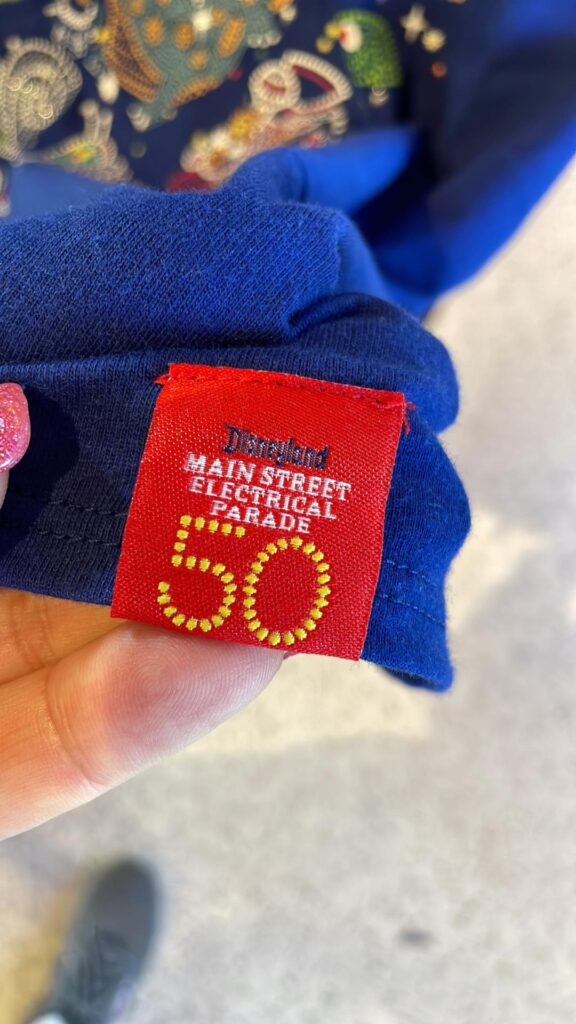 Disneyland
MAIN STREET
ELECTRICAL
PARADE
50